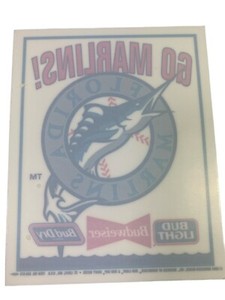 GO MARLINS!
FLORIDA
MARLINS
TM
BUD
LIGHT
Budweiser
Bud Dry